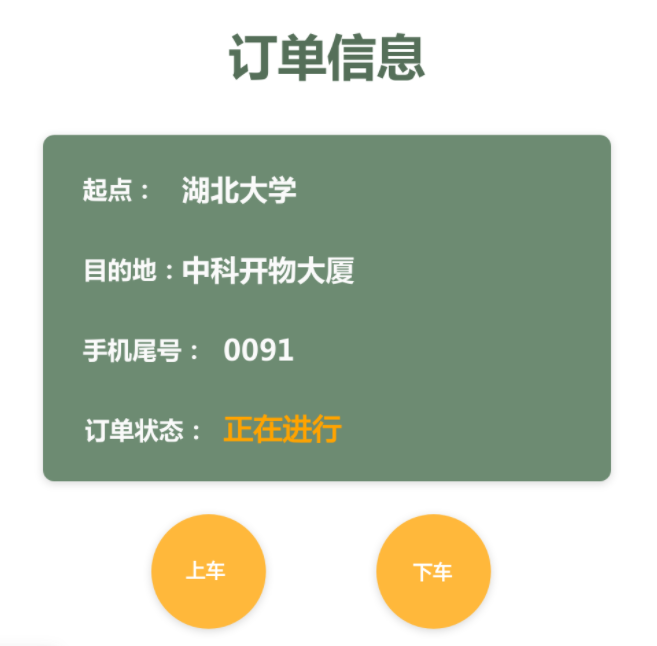 订单信息
起点： 湖北大学
目的地：中科开物大厦
手机尾号： 0091
订单状态： 正在进行
上车 下车